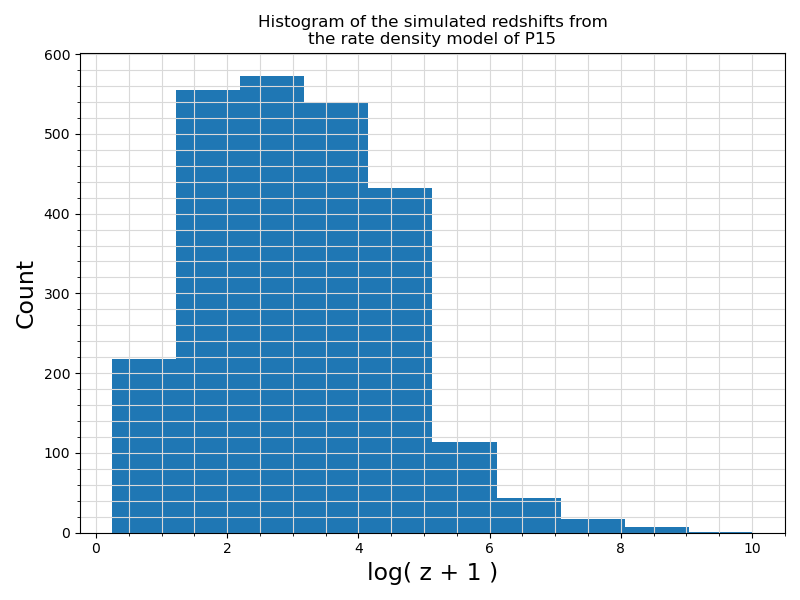 Histogram of the simulated redshifts from
the rate density model of P15
600
500
400
300
200
100
0
Count
0 2 4 6 8 10
log( z + 1 )